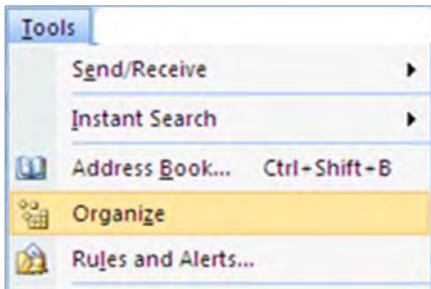 Tools
Send/Receive
Instant Search
Address Book... Ctrl+Shift+B
Organize
Rules and Alerts...